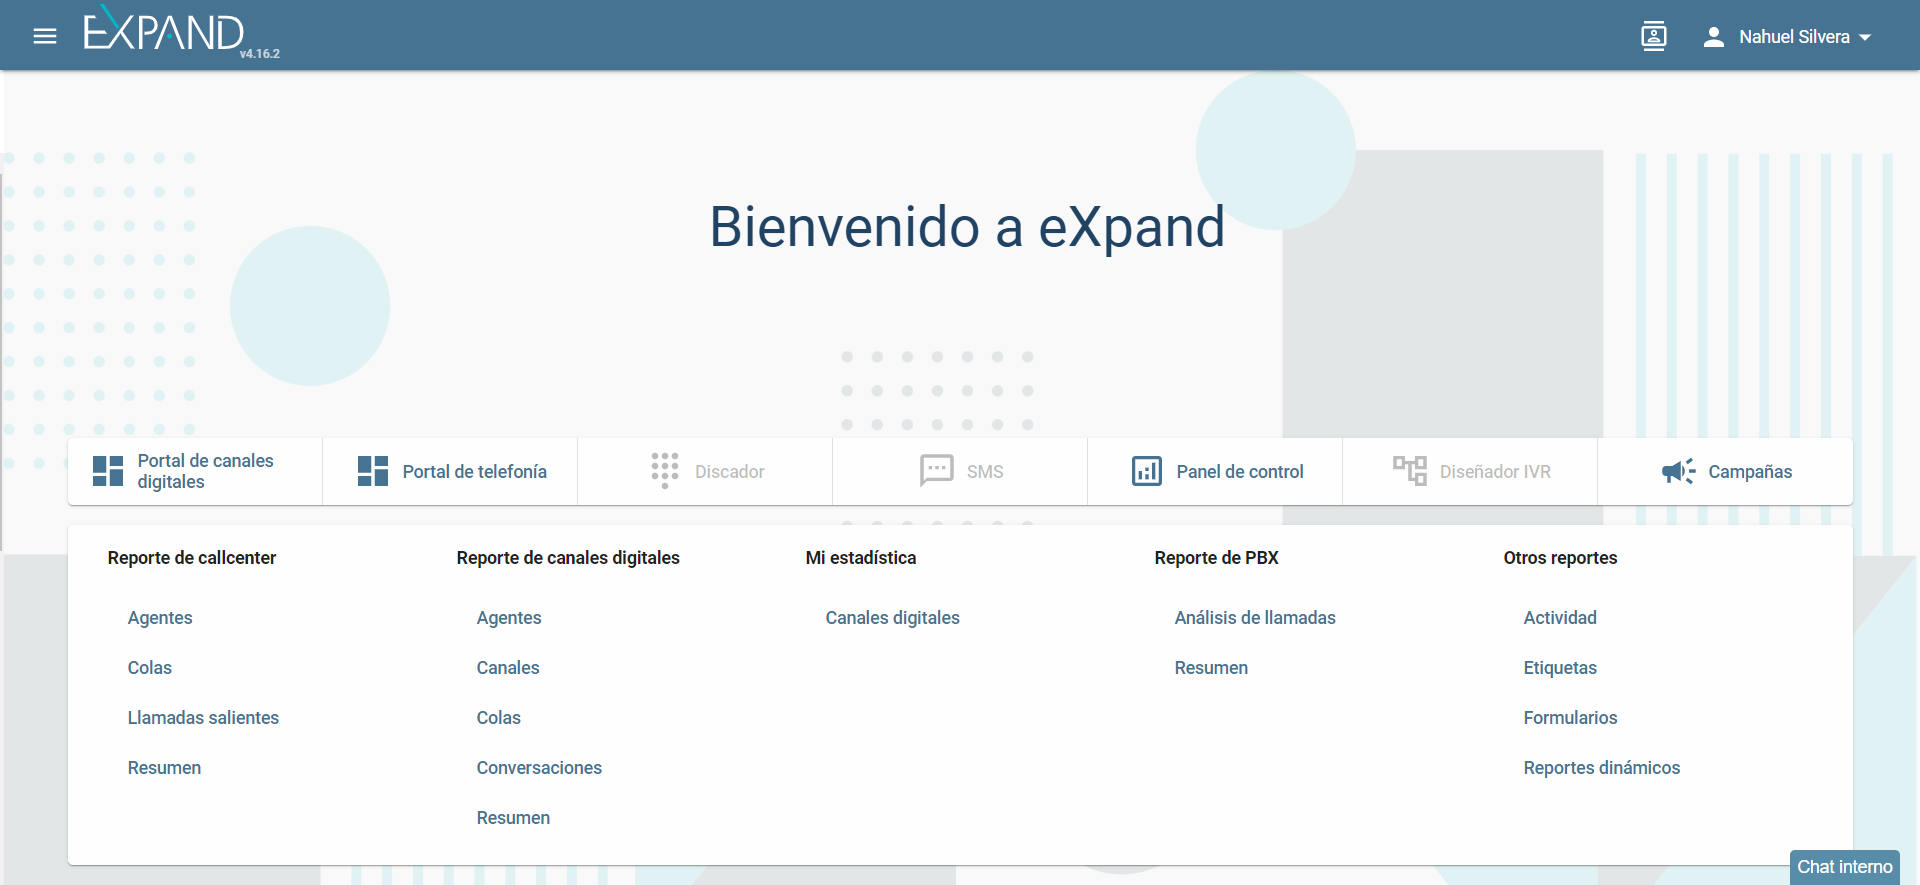 EXPAND
v4.16.2
Nahuel Silvera
Bienvenido a eXpand
Portal de canales
digitales
Portal de telefonía
Discador
SMS
Panel de control
Diseñador IVR
Campañas
Reporte de callcenter
Agentes
Colas
Llamadas salientes
Resumen
Reporte de canales digitales
Agentes
Canales
Colas
Conversaciones
Resumen
Mi estadística
Canales digitales
Reporte de PBX
Análisis de llamadas
Resumen
Otros reportes
Actividad
Etiquetas
Formularios
Reportes dinámicos
Chat interno